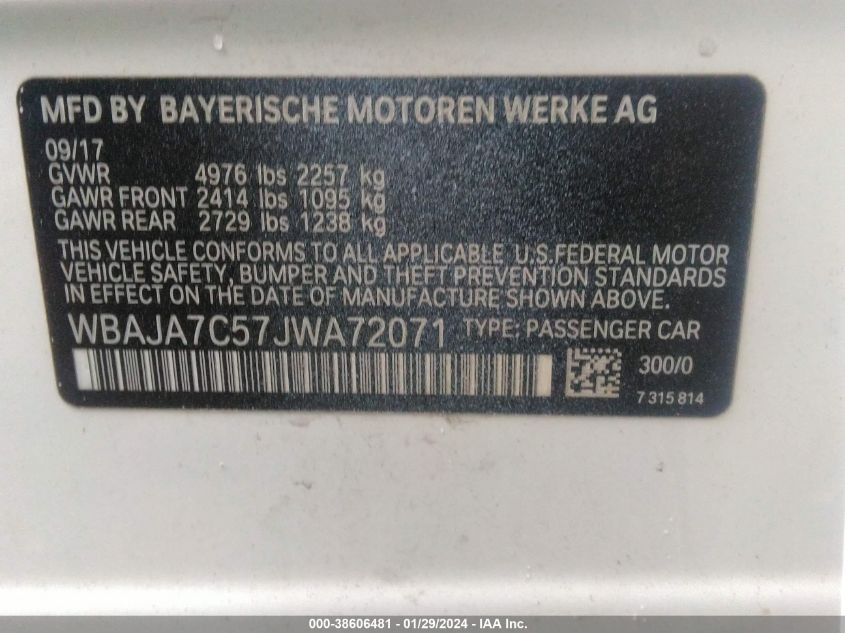 MFD BY BAYERISCHE MOTOREN WERKE AG
09/17
GVWR 4976 lbs 2257 kg
GAWR FRONT 2414 lbs 1095 kg
GAWR REAR 2729 lbs 1238 kg
THIS VEHICLE CONFORMS TO ALL APPLICABLE U.S.FEDERAL MOTOR
VEHICLE SAFETY, BUMPER AND THEFT PREVENTION STANDARDS
IN EFFECT ON THE DATE OF MANUFACTURE SHOWN ABOVE.
WBAJA7C57JWA72071 TYPE: PASSENGER CAR
300/0
7 315 814
000-38606481 - 01/29/2024 - IAA Inc.